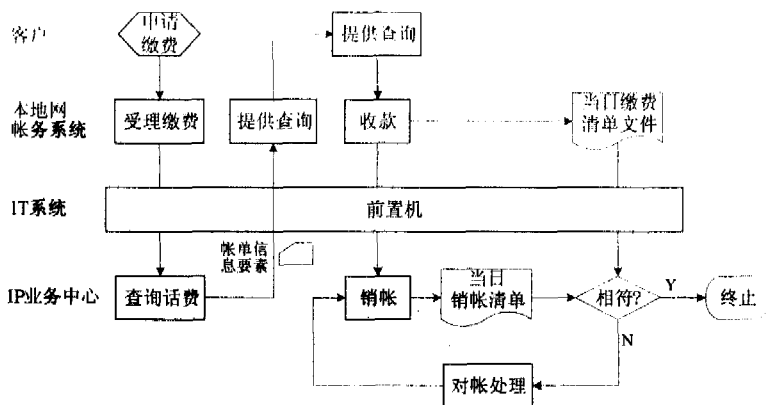 客户
申请
缴费
提供查询
本地网
帐务系统
受理缴费
提供查询
收款
当日缴费
清单文件
IT系统
前置机
帐单信
息要素
IP业务中心
查询话费
销帐
当日
销帐清单
相符?
Y
终止
N
对帐处理